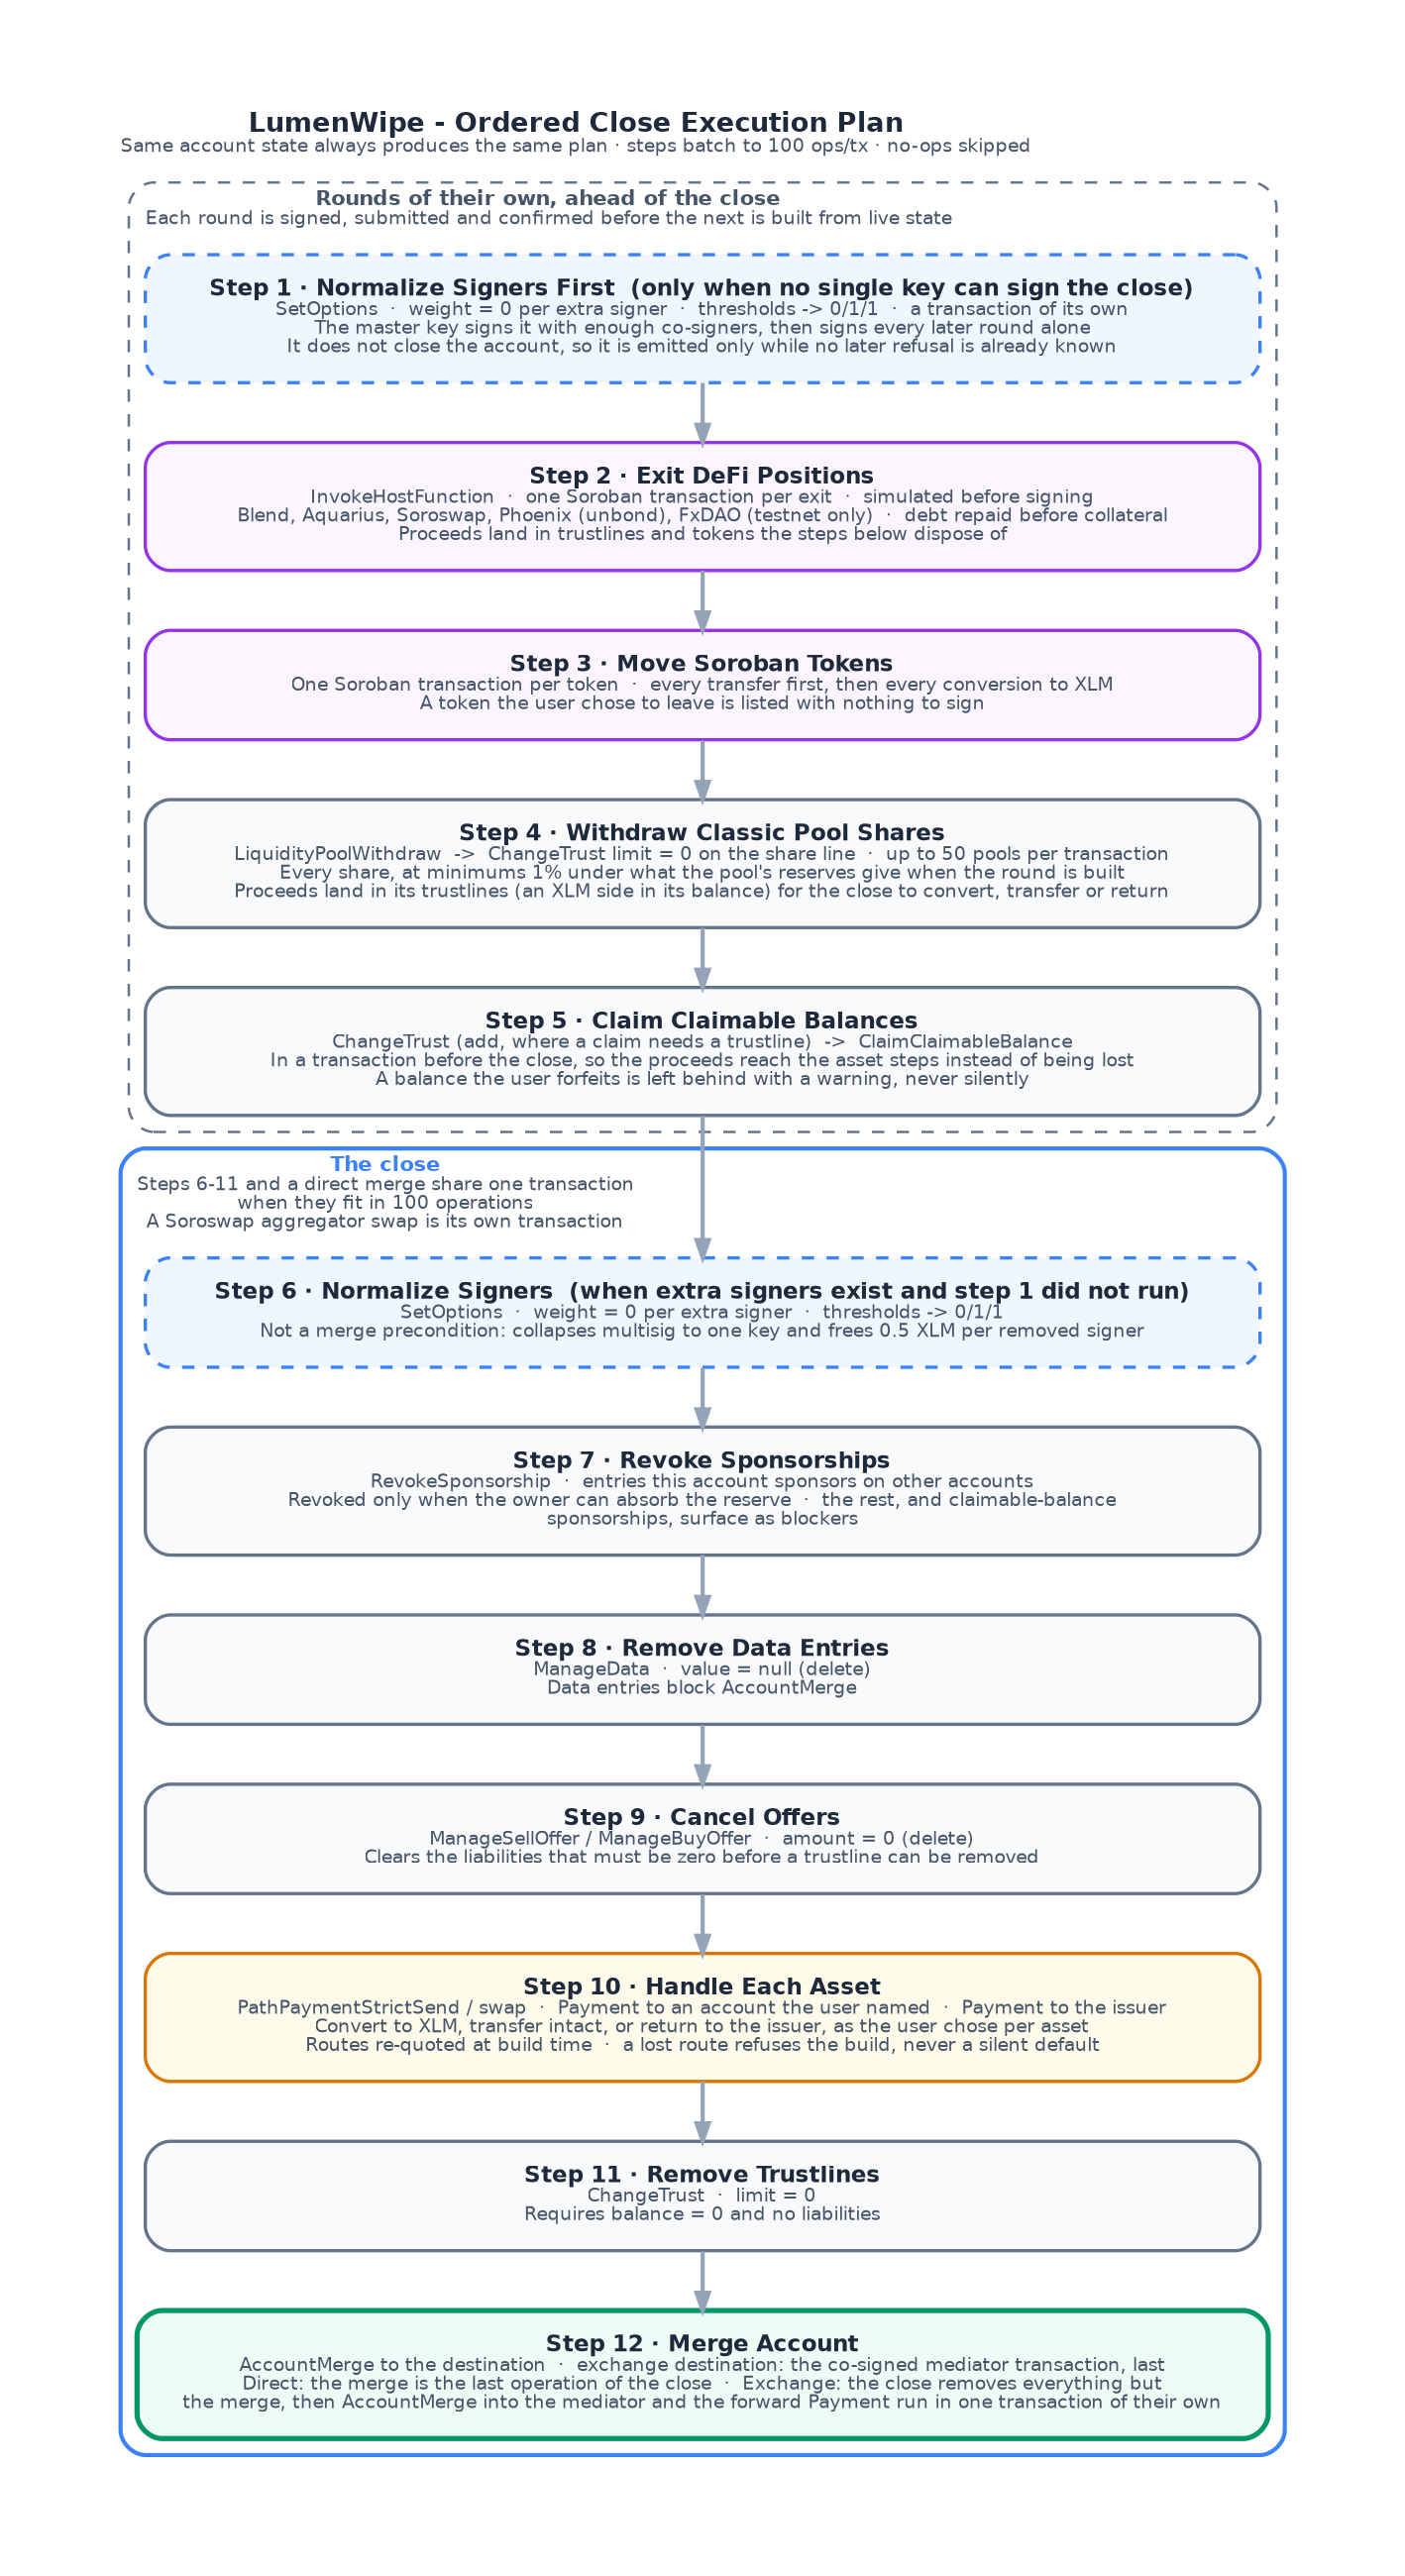 LumenWipe - Ordered Close Execution Plan
Same account state always produces the same plan · steps batch to 100 ops/tx · no-ops skipped
Rounds of their own, ahead of the close
Each round is signed, submitted and confirmed before the next is built from live state
Step 1 · Normalize Signers First (only when no single key can sign the close)
SetOptions · weight = 0 per extra signer · thresholds -> 0/1/1 · a transaction of its own
The master key signs it with enough co-signers, then signs every later round alone
It does not close the account, so it is emitted only while no later refusal is already known
Step 2 · Exit DeFi Positions
InvokeHostFunction · one Soroban transaction per exit · simulated before signing
Blend, Aquarius, Soroswap, Phoenix (unbond), FxDAO (testnet only) · debt repaid before collateral
Proceeds land in trustlines and tokens the steps below dispose of
Step 3 · Move Soroban Tokens
One Soroban transaction per token · every transfer first, then every conversion to XLM
A token the user chose to leave is listed with nothing to sign
Step 4 · Withdraw Classic Pool Shares
LiquidityPoolWithdraw -> ChangeTrust limit = 0 on the share line · up to 50 pools per transaction
Every share, at minimums 1% under what the pool's reserves give when the round is built
Proceeds land in its trustlines (an XLM side in its balance) for the close to convert, transfer or return
Step 5 · Claim Claimable Balances
ChangeTrust (add, where a claim needs a trustline) -> ClaimClaimableBalance
In a transaction before the close, so the proceeds reach the asset steps instead of being lost
A balance the user forfeits is left behind with a warning, never silently
The close
Steps 6-11 and a direct merge share one transaction
when they fit in 100 operations
A Soroswap aggregator swap is its own transaction
Step 6 · Normalize Signers (when extra signers exist and step 1 did not run)
SetOptions · weight = 0 per extra signer · thresholds -> 0/1/1
Not a merge precondition: collapses multisig to one key and frees 0.5 XLM per removed signer
Step 7 · Revoke Sponsorships
RevokeSponsorship · entries this account sponsors on other accounts
Revoked only when the owner can absorb the reserve · the rest, and claimable-balance
sponsorships, surface as blockers
Step 8 · Remove Data Entries
ManageData · value = null (delete)
Data entries block AccountMerge
Step 9 · Cancel Offers
ManageSellOffer / ManageBuyOffer · amount = 0 (delete)
Clears the liabilities that must be zero before a trustline can be removed
Step 10 · Handle Each Asset
PathPaymentStrictSend / swap · Payment to an account the user named · Payment to the issuer
Convert to XLM, transfer intact, or return to the issuer, as the user chose per asset
Routes re-quoted at build time · a lost route refuses the build, never a silent default
Step 11 · Remove Trustlines
ChangeTrust · limit = 0
Requires balance = 0 and no liabilities
Step 12 · Merge Account
AccountMerge to the destination · exchange destination: the co-signed mediator transaction, last
Direct: the merge is the last operation of the close · Exchange: the close removes everything but
the merge, then AccountMerge into the mediator and the forward Payment run in one transaction of their own